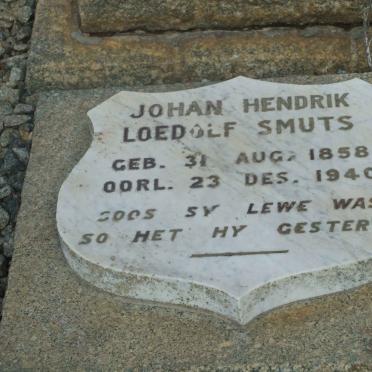 JOHAN HENDRIK
LOEDOLF SMUTS
GEB. 31 AUG. 1858
OORL. 23 DES. 1940
SOOS SY LEWE WAS
SO HET HY GESTERF